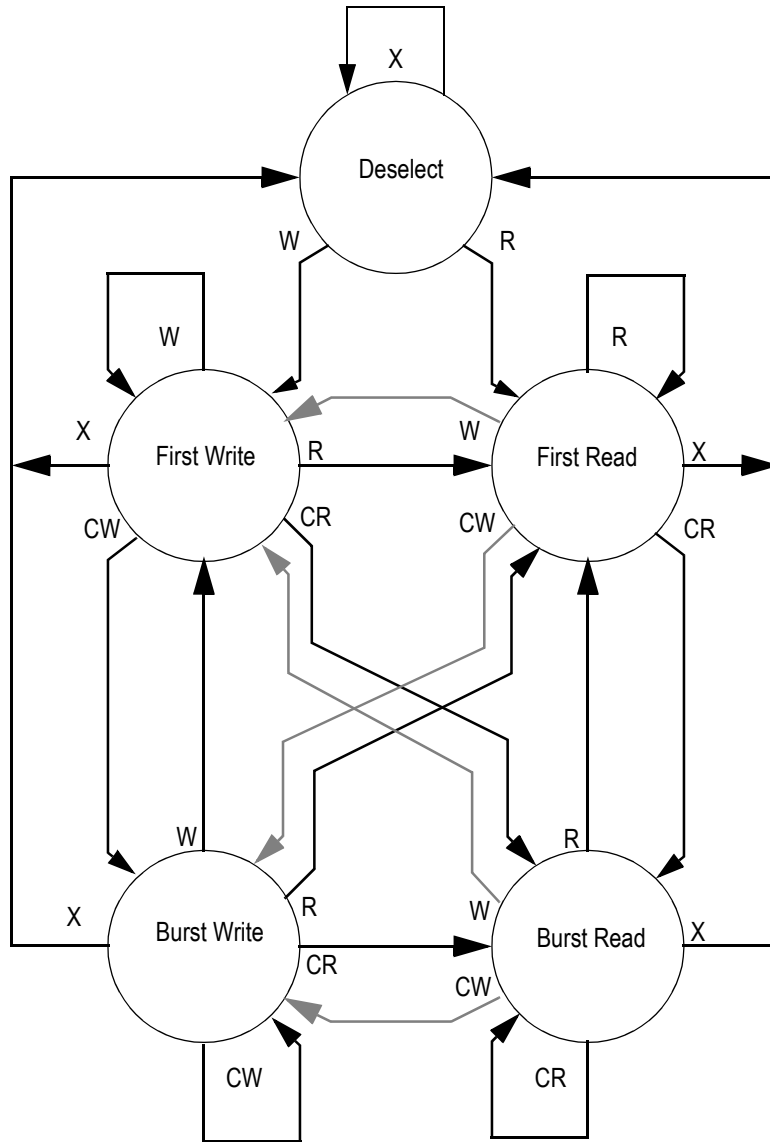 X
Deselect
W
R
W
R
X
W
First Write
R
First Read
X
CW
CR
CW
CR
W
R
X
R
W
Burst Write
Burst Read
X
CR
CW
CW
CR